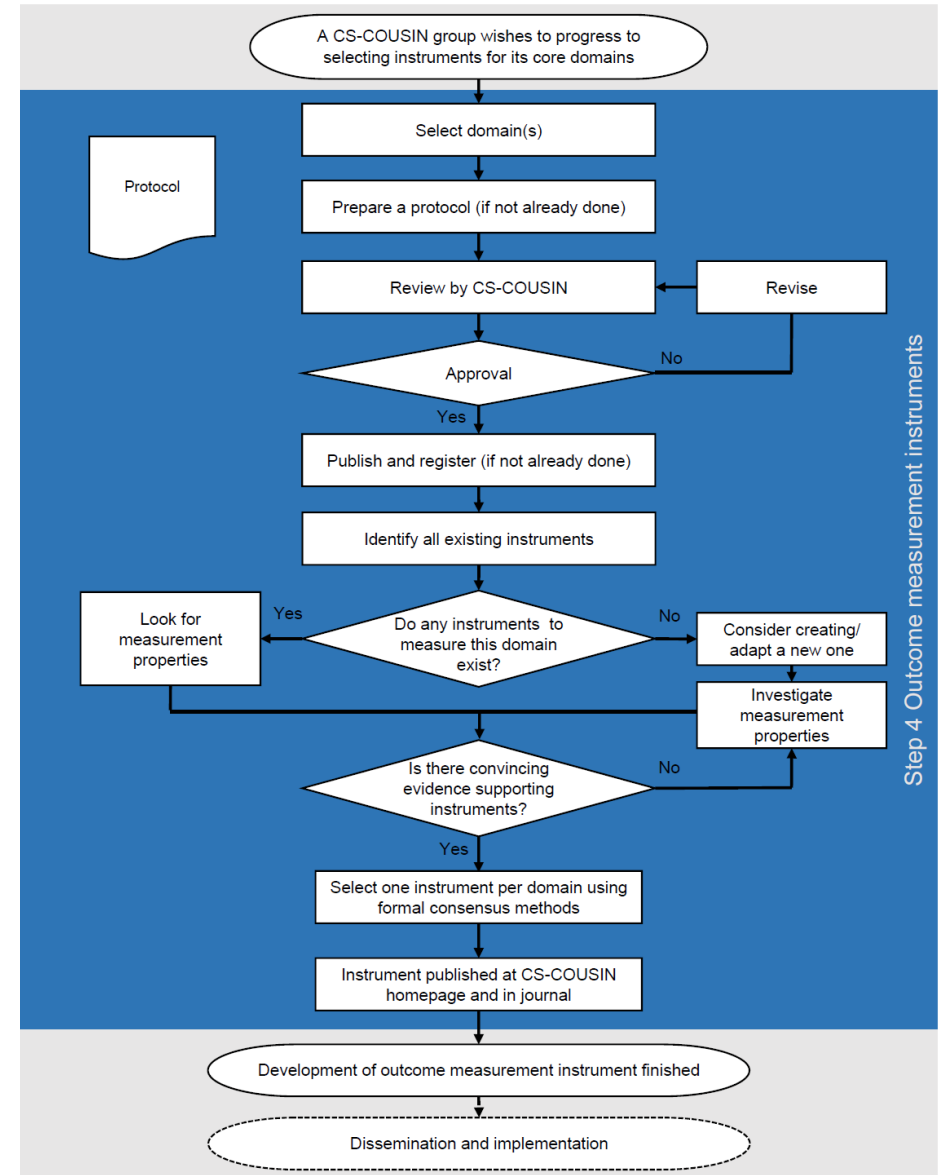 A CS-COUSIN group wishes to progress to
selecting instruments for its core domains
Select domain(s)
Protocol
Prepare a protocol (if not already done)
Review by CS-COUSIN
Revise
Approval
No
Yes
Publish and register (if not already done)
Identify all existing instruments
Look for
measurement
properties
Yes
Do any instruments to
measure this domain
exist?
No
Consider creating/
adapt a new one
Investigate
measurement
properties
Is there convincing
evidence supporting
instruments?
No
Yes
Select one instrument per domain using
formal consensus methods
Instrument published at CS-COUSIN
homepage and in journal
Step 4 Outcome measurement instruments
Development of outcome measurement instrument finished
Dissemination and implementation